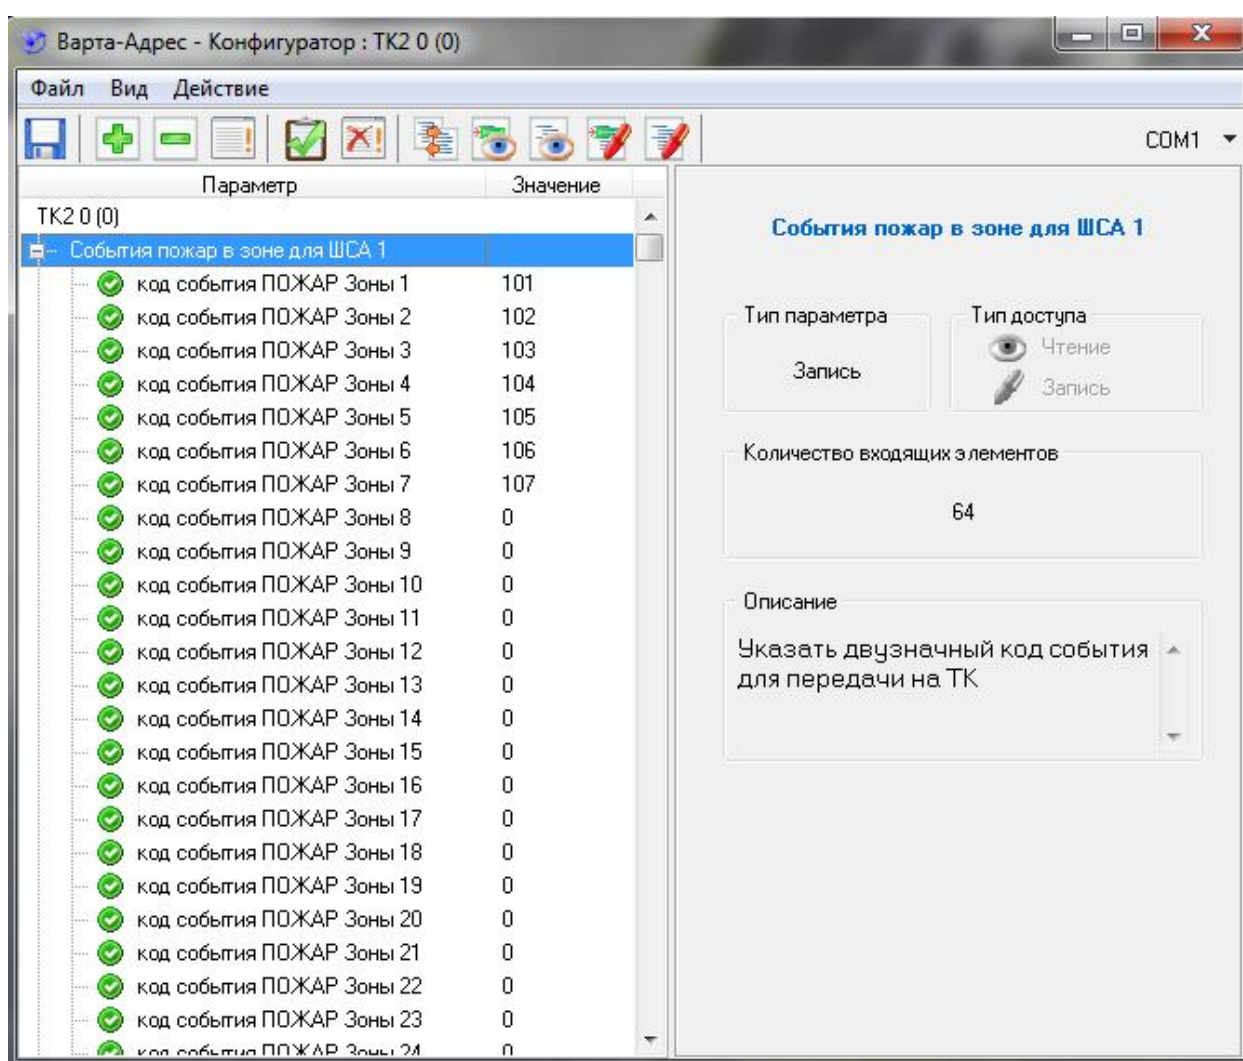 Варта-Адрес - Конфигуратор : ТК2 0 (0)
Файл Вид Действие
COM1
Параметр Значение
ТК2 0 (0)
События пожар в зоне для ШСА 1
код события ПОЖАР Зоны 1 101
код события ПОЖАР Зоны 2 102
код события ПОЖАР Зоны 3 103
код события ПОЖАР Зоны 4 104
код события ПОЖАР Зоны 5 105
код события ПОЖАР Зоны 6 106
код события ПОЖАР Зоны 7 107
код события ПОЖАР Зоны 8 0
код события ПОЖАР Зоны 9 0
код события ПОЖАР Зоны 10 0
код события ПОЖАР Зоны 11 0
код события ПОЖАР Зоны 12 0
код события ПОЖАР Зоны 13 0
код события ПОЖАР Зоны 14 0
код события ПОЖАР Зоны 15 0
код события ПОЖАР Зоны 16 0
код события ПОЖАР Зоны 17 0
код события ПОЖАР Зоны 18 0
код события ПОЖАР Зоны 19 0
код события ПОЖАР Зоны 20 0
код события ПОЖАР Зоны 21 0
код события ПОЖАР Зоны 22 0
код события ПОЖАР Зоны 23 0
код события ПОЖАР Зоны 24 0
События пожар в зоне для ШСА 1
Тип параметра
Запись
Тип доступа
Чтение
Запись
Количество входящих элементов
64
Описание
Указать двузначный код события
для передачи на ТК